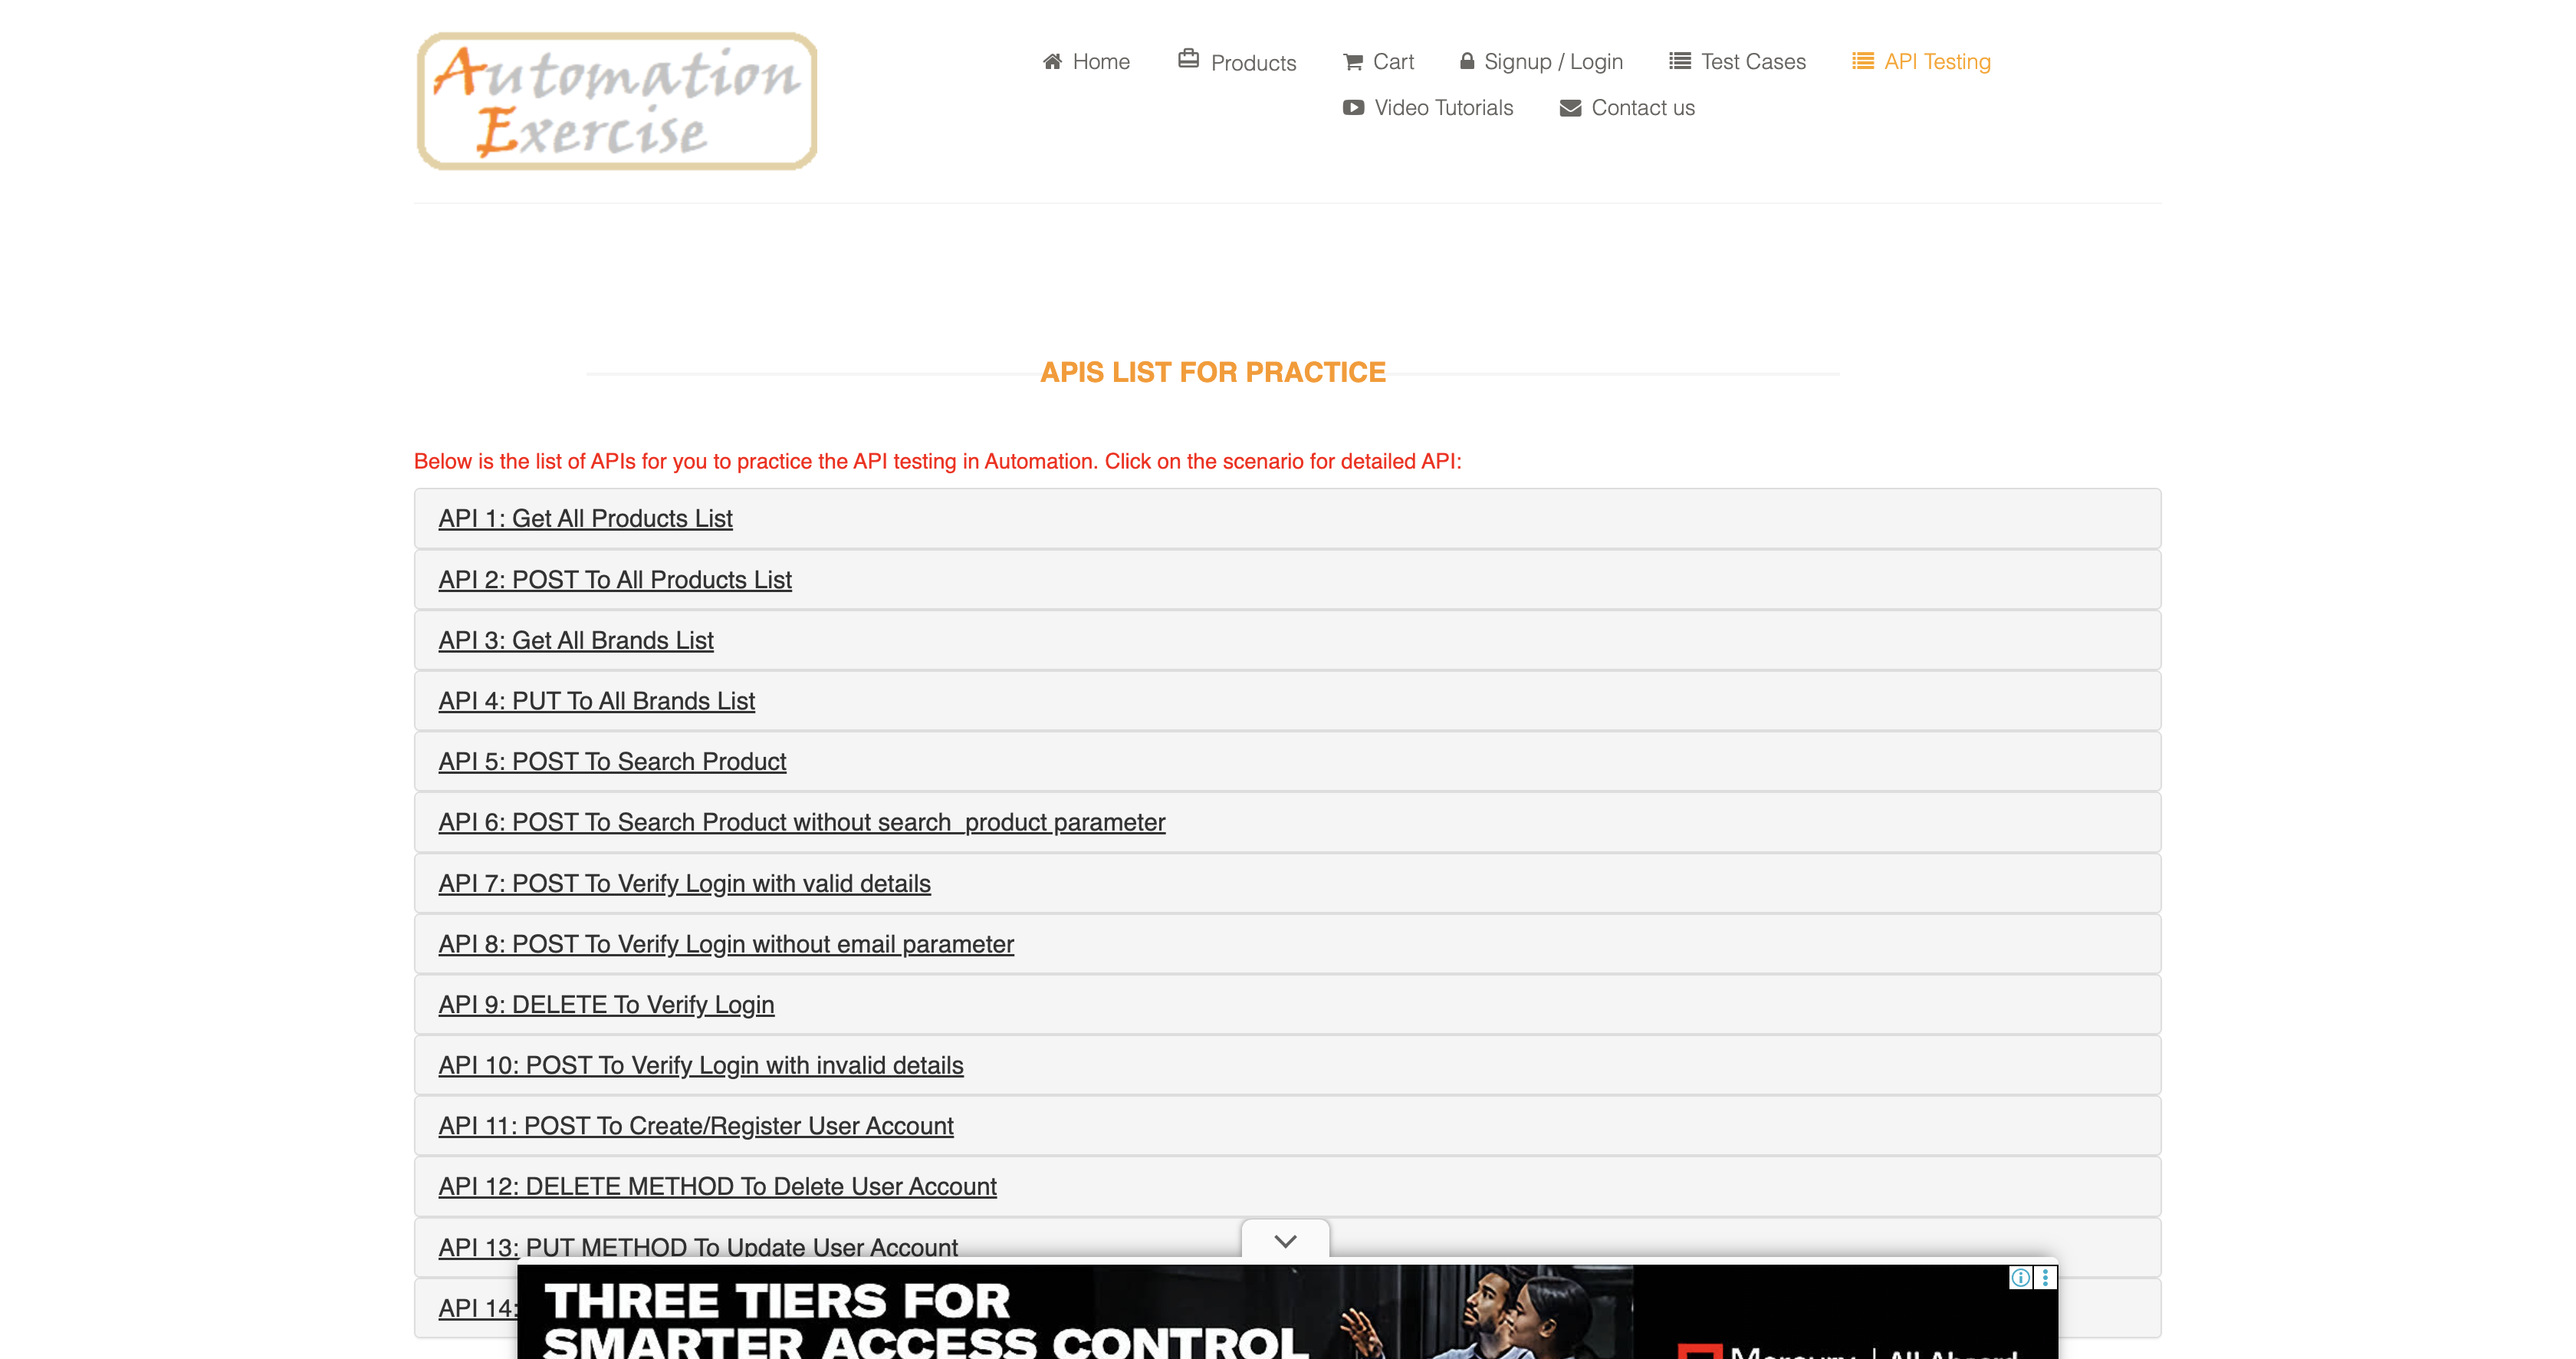 Automation
Exercise
Home
Products
Cart
Signup / Login
Test Cases
API Testing
Video Tutorials
Contact us
APIS LIST FOR PRACTICE
Below is the list of APIs for you to practice the API testing in Automation. Click on the scenario for detailed API:
API 1: Get All Products List
API 2: POST To All Products List
API 3: Get All Brands List
API 4: PUT To All Brands List
API 5: POST To Search Product
API 6: POST To Search Product without search_product parameter
API 7: POST To Verify Login with valid details
API 8: POST To Verify Login without email parameter
API 9: DELETE To Verify Login
API 10: POST To Verify Login with invalid details
API 11: POST To Create/Register User Account
API 12: DELETE METHOD To Delete User Account
API 13: PUT METHOD To Update User Account
API 14:
THREE TIERS FOR
SMARTER ACCESS CONTROL
Mercury | All Aboard